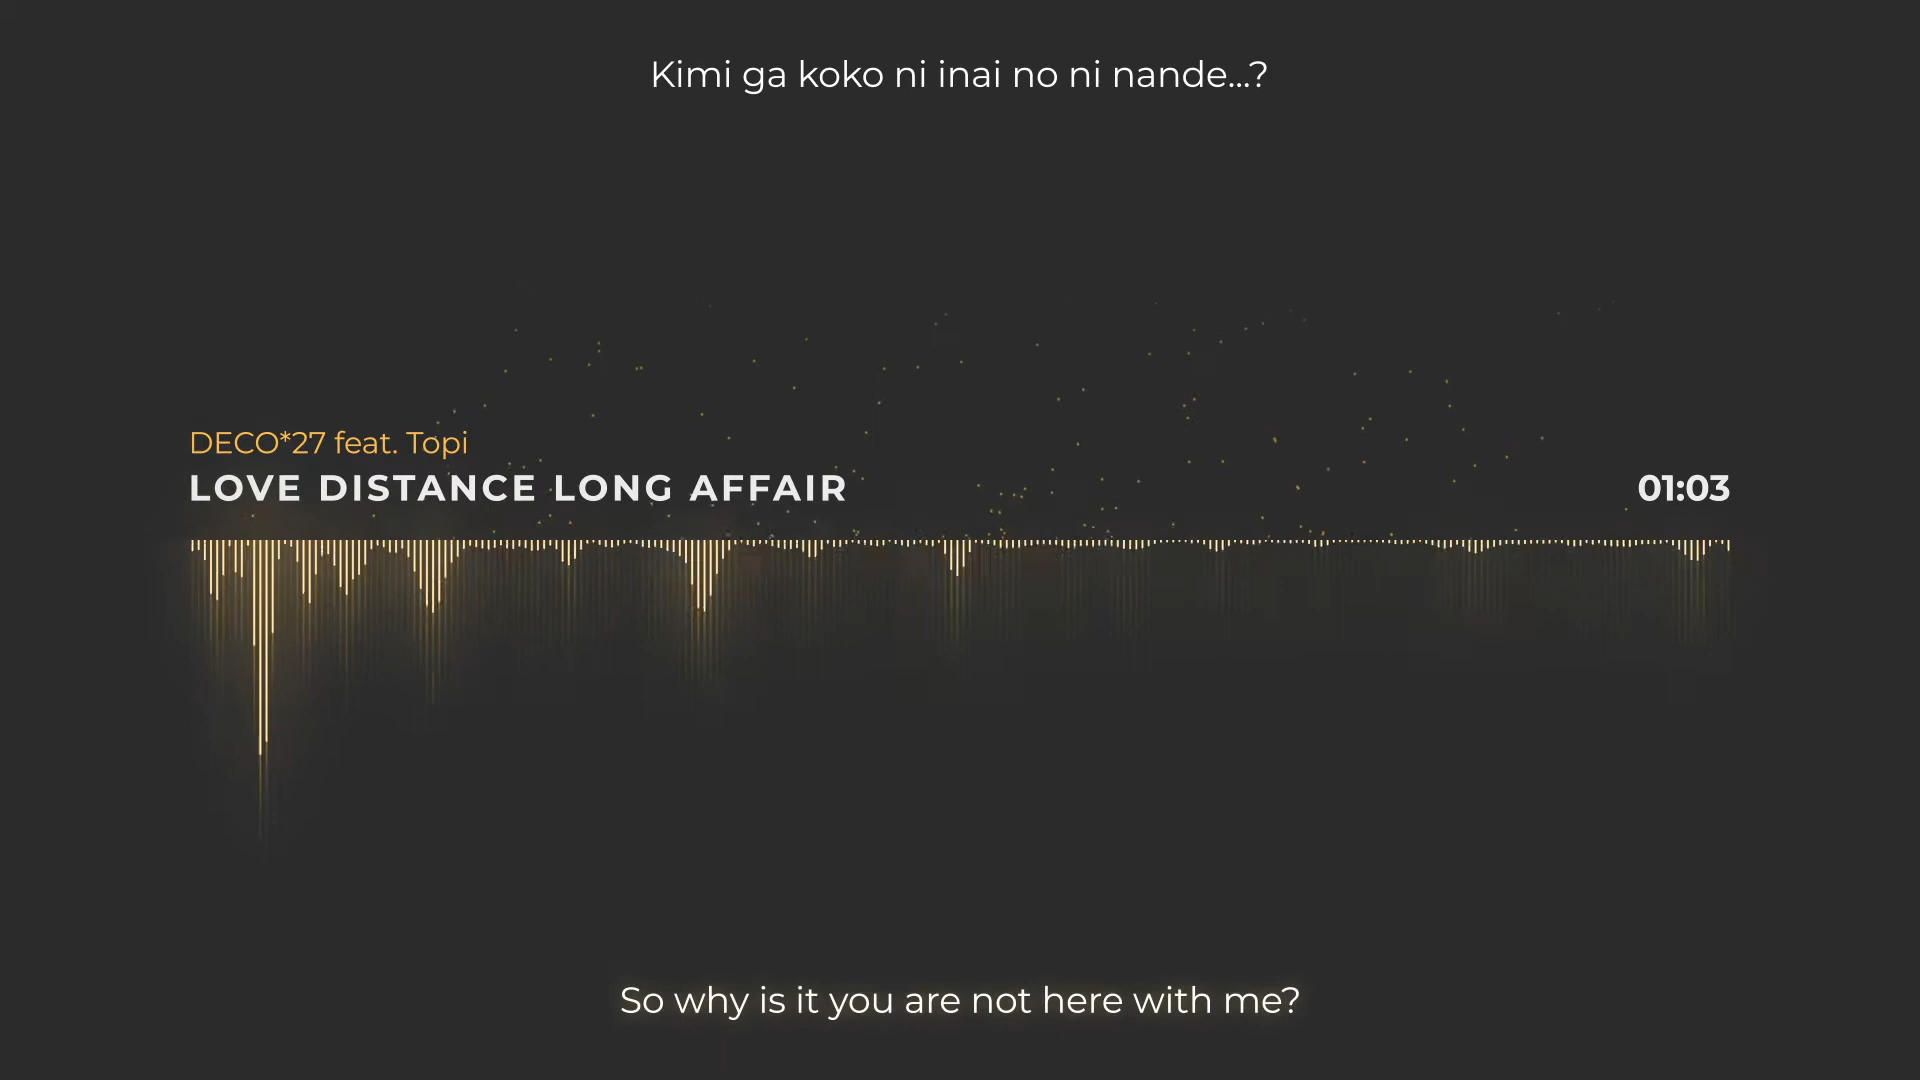 Kimi ga koko ni inai no ni nande...?
DECO*27 feat. Topi
LOVE DISTANCE LONG AFFAIR
01:03
So why is it you are not here with me?